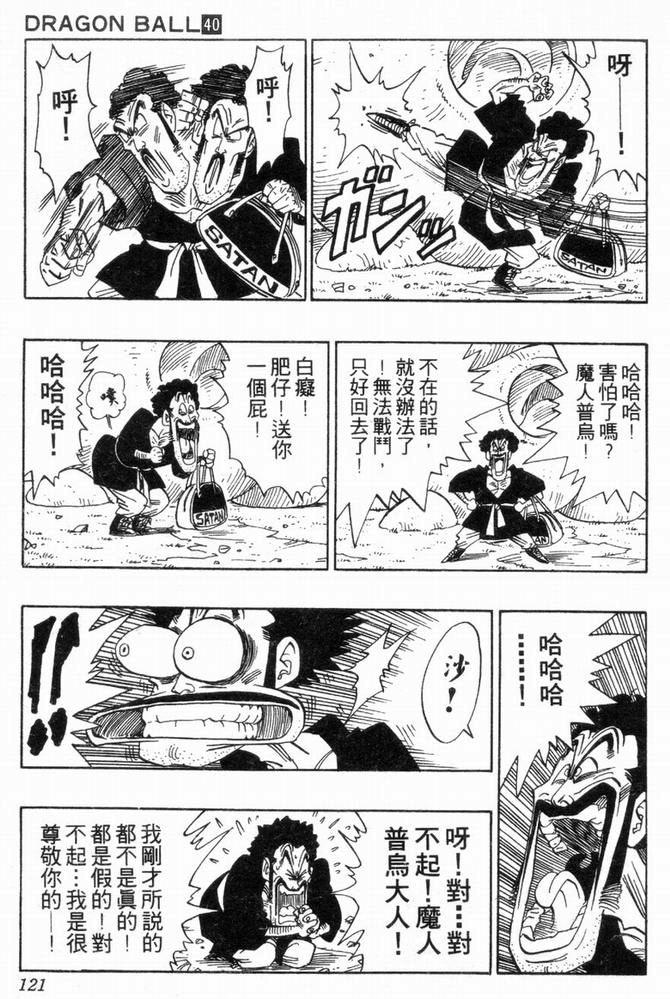 DRAGON BALL 40
呀——！
ガンッ
SATAN
呼！
呼！
SATAN
哈哈哈！
害怕了嗎？
魔人普烏！
不在的話，
就沒辦法了
！無法戰鬥，
只好回去了！
白癡！
肥仔！送你
一個屁！
哈哈哈！
SATAN
哈哈哈
……！
沙！
！！
呀！對…對
不起！魔人
普烏大人！
我剛才所說的
都不是真的！
都是假的！對
不起…我是很
尊敬你的——！
121